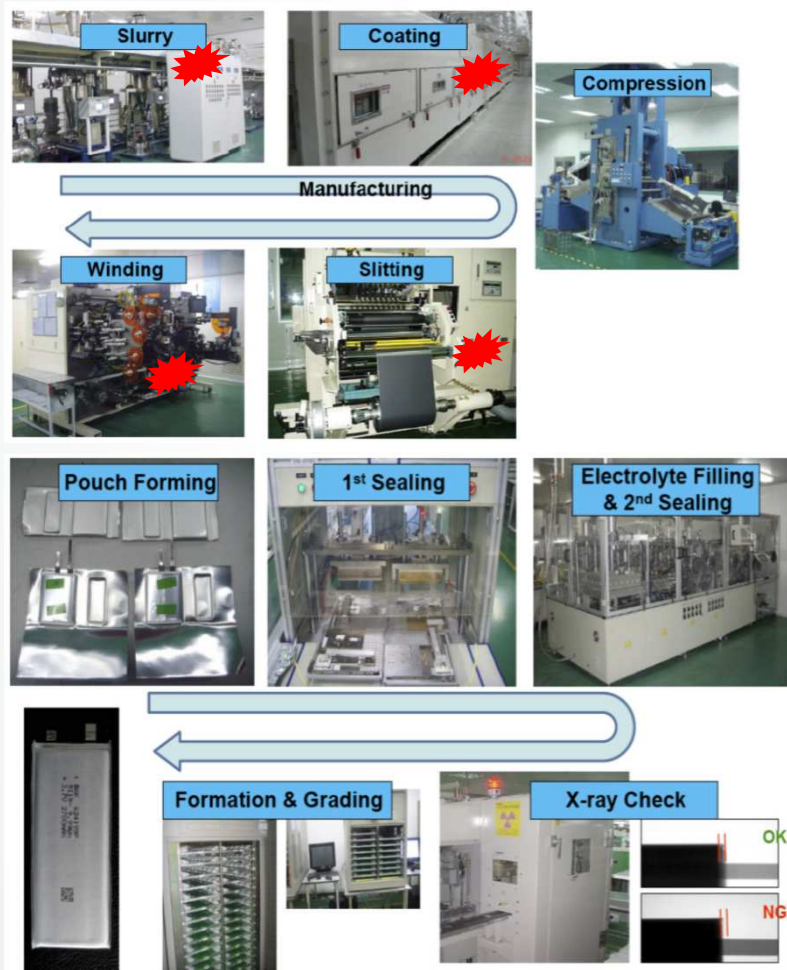 Slurry
Coating
Compression
Manufacturing
Winding
Slitting
Pouch Forming
1st Sealing
Electrolyte Filling
& 2nd Sealing
Formation & Grading
X-ray Check
OK
NG